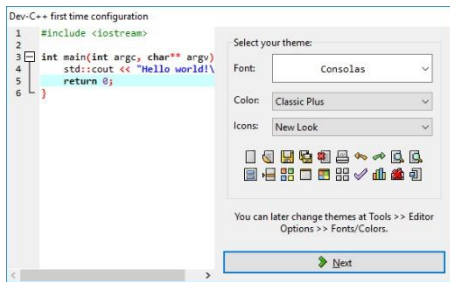 Dev-C++ first time configuration
1 #include <iostream>
2
3 int main(int argc, char** argv)
4 std::cout << "Hello world!\
5 return 0;
6 }
Select your theme:
Font: Consolas
Color: Classic Plus
Icons: New Look
You can later change themes at Tools >> Editor
Options >> Fonts/Colors.
Next